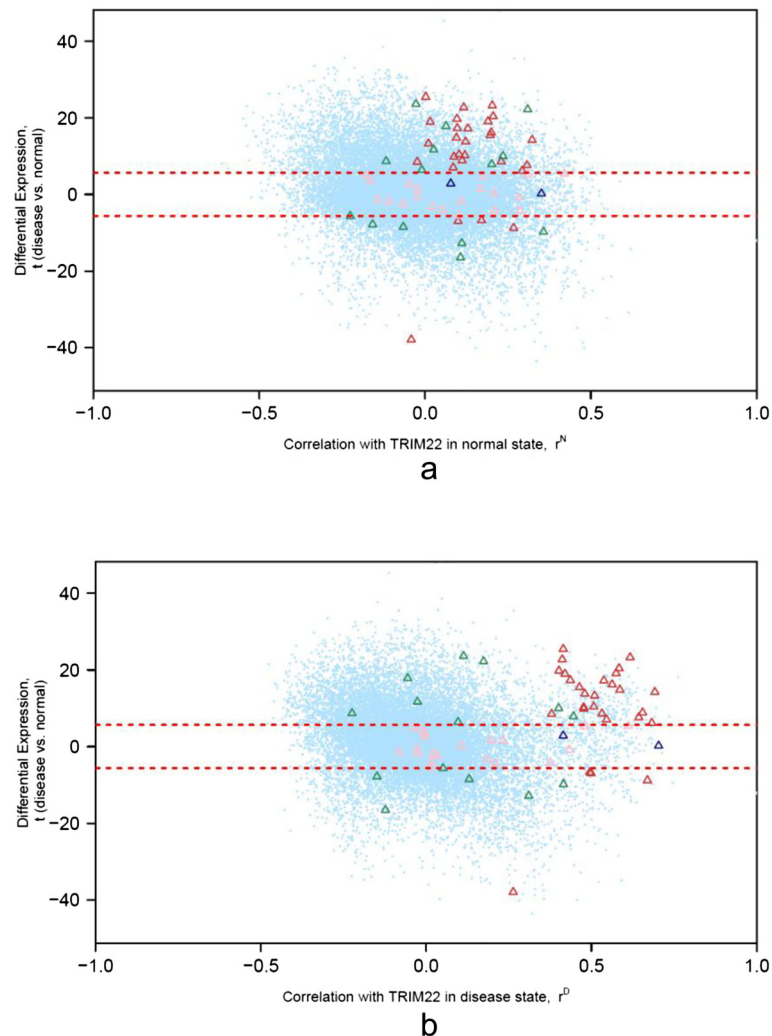 40
20
0
−20
−40
Differential Expression,
t (disease vs. normal)
−1.0 −0.5 0.0 0.5 1.0
Correlation with TRIM22 in normal state, r^N
a
40
20
0
−20
−40
Differential Expression,
t (disease vs. normal)
−1.0 −0.5 0.0 0.5 1.0
Correlation with TRIM22 in disease state, r^D
b